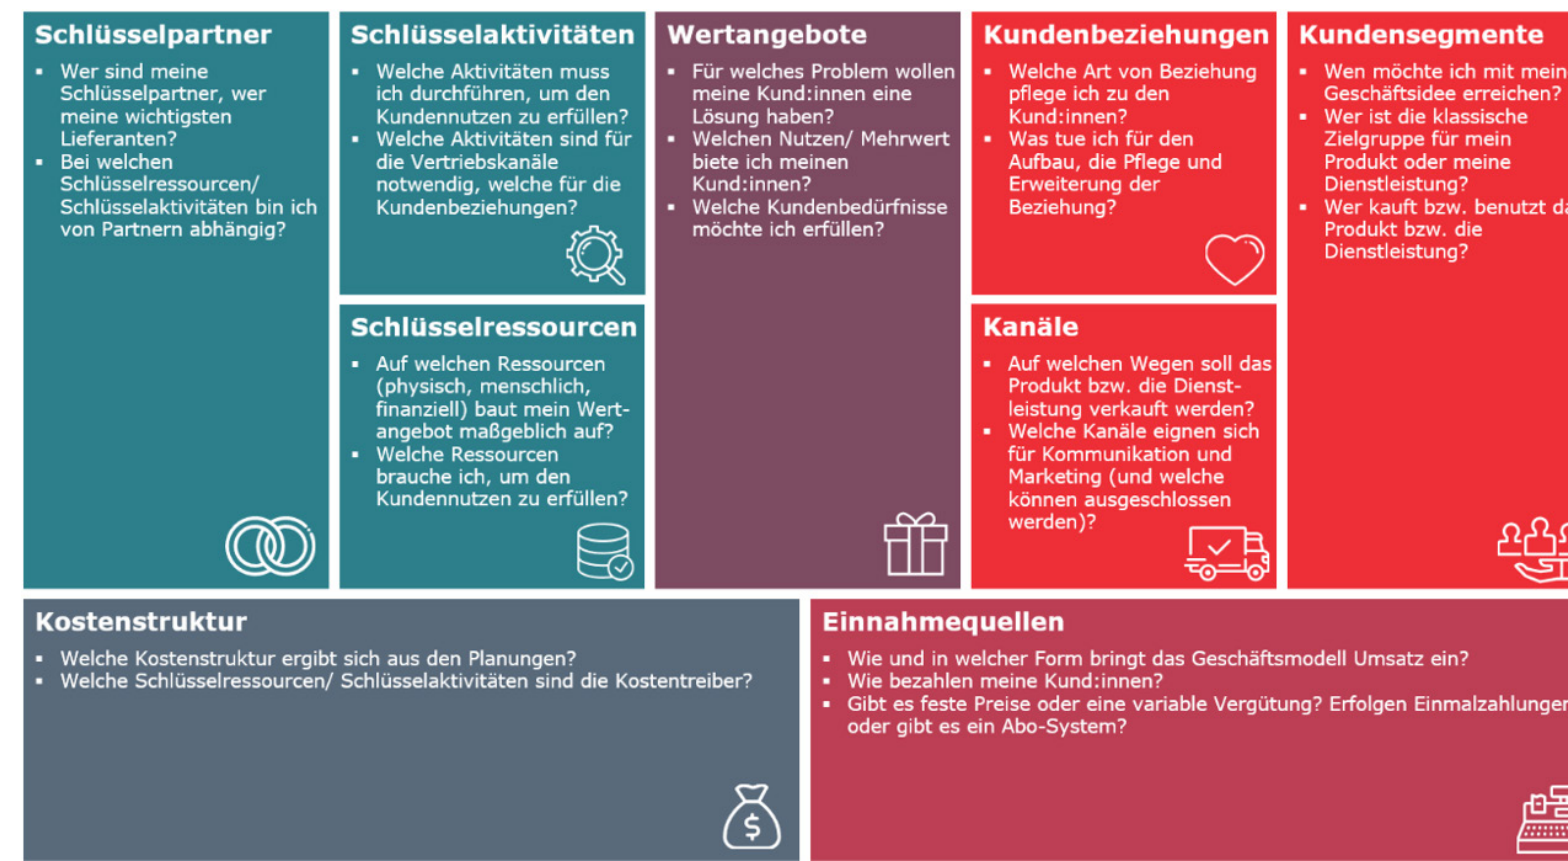 Schlüsselpartner
▪ Wer sind meine
Schlüsselpartner, wer
meine wichtigsten
Lieferanten?
▪ Bei welchen
Schlüsselressourcen/
Schlüsselaktivitäten bin ich
von Partnern abhängig?
Schlüsselaktivitäten
▪ Welche Aktivitäten muss
ich durchführen, um den
Kundennutzen zu erfüllen?
▪ Welche Aktivitäten sind für
die Vertriebskanäle
notwendig, welche für die
Kundenbeziehungen?
Schlüsselressourcen
▪ Auf welchen Ressourcen
(physisch, menschlich,
finanziell) baut mein Wert-
angebot maßgeblich auf?
▪ Welche Ressourcen
brauche ich, um den
Kundennutzen zu erfüllen?
Wertangebote
▪ Für welches Problem wollen
meine Kund:innen eine
Lösung haben?
▪ Welchen Nutzen/ Mehrwert
biete ich meinen
Kund:innen?
▪ Welche Kundenbedürfnisse
möchte ich erfüllen?
Kundenbeziehungen
▪ Welche Art von Beziehung
pflege ich zu den
Kund:innen?
▪ Was tue ich für den
Aufbau, die Pflege und
Erweiterung der
Beziehung?
Kanäle
▪ Auf welchen Wegen soll das
Produkt bzw. die Dienst-
leistung verkauft werden?
▪ Welche Kanäle eignen sich
für Kommunikation und
Marketing (und welche
können ausgeschlossen
werden)?
Kundensegmente
▪ Wen möchte ich mit
Geschäftsidee erreichen?
▪ Wer ist die klassische
Zielgruppe für mein
Produkt oder meine
Dienstleistung?
▪ Wer kauft bzw. benutzt
Produkt bzw. die
Dienstleistung?
Kostenstruktur
▪ Welche Kostenstruktur ergibt sich aus den Planungen?
▪ Welche Schlüsselressourcen/ Schlüsselaktivitäten sind die Kostentreiber?
$
Einnahmequellen
▪ Wie und in welcher Form bringt das Geschäftsmodell Umsatz ein?
▪ Wie bezahlen meine Kund:innen?
▪ Gibt es feste Preise oder eine variable Vergütung? Erfolgen Einmalzahlungen
oder gibt es ein Abo-System?